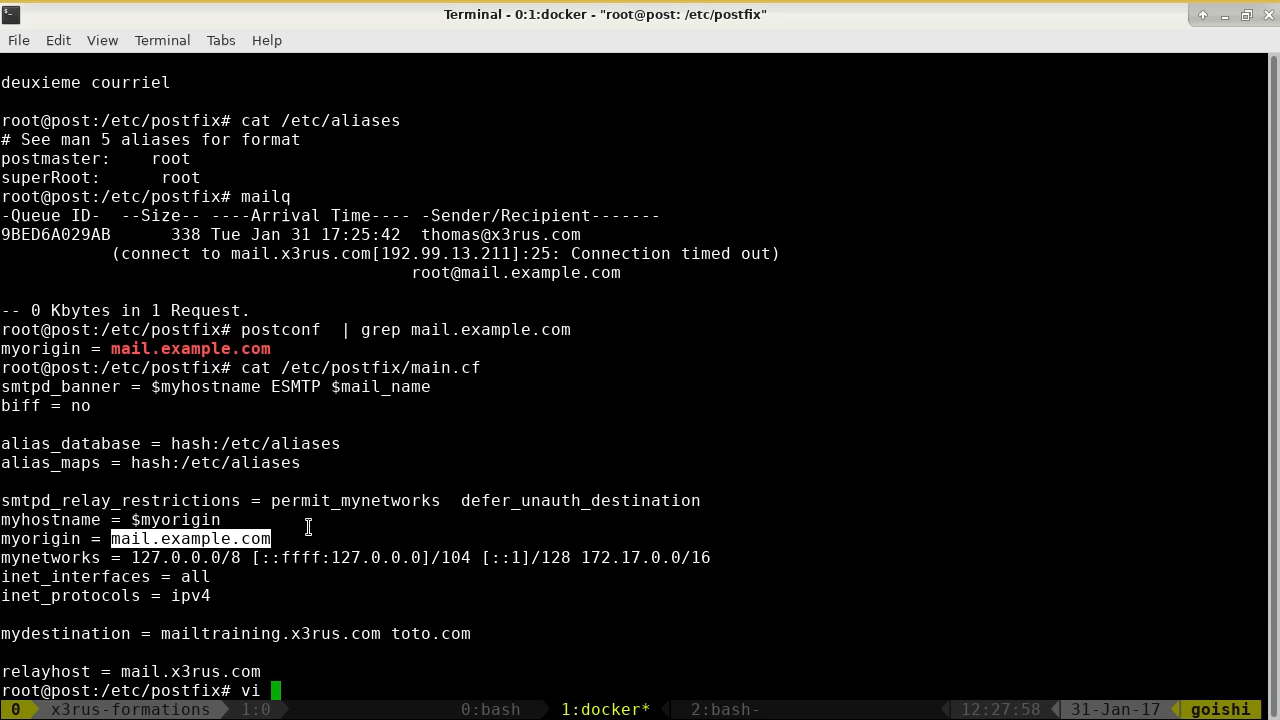 Terminal - 0:1:docker - "root@post: /etc/postfix"
File Edit View Terminal Tabs Help
deuxieme courriel
root@post:/etc/postfix# cat /etc/aliases
# See man 5 aliases for format
postmaster:    root
superRoot:      root
root@post:/etc/postfix# mailq
-Queue ID-  --Size-- ----Arrival Time---- -Sender/Recipient-------
9BED6A029AB      338 Tue Jan 31 17:25:42  thomas@x3rus.com
(connect to mail.x3rus.com[192.99.13.211]:25: Connection timed out)
root@mail.example.com
-- 0 Kbytes in 1 Request.
root@post:/etc/postfix# postconf  | grep mail.example.com
myorigin = mail.example.com
root@post:/etc/postfix# cat /etc/postfix/main.cf
smtpd_banner = $myhostname ESMTP $mail_name
biff = no
alias_database = hash:/etc/aliases
alias_maps = hash:/etc/aliases
smtpd_relay_restrictions = permit_mynetworks  defer_unauth_destination
myhostname = $myorigin
myorigin = mail.example.com
mynetworks = 127.0.0.0/8 [::ffff:127.0.0.0]/104 [::1]/128 172.17.0.0/16
inet_interfaces = all
inet_protocols = ipv4
mydestination = mailtraining.x3rus.com toto.com
relayhost = mail.x3rus.com
root@post:/etc/postfix# vi
0 x3rus-formations 1:0 0:bash 1:docker* 2:bash- 12:27:58 31-Jan-17 goishi